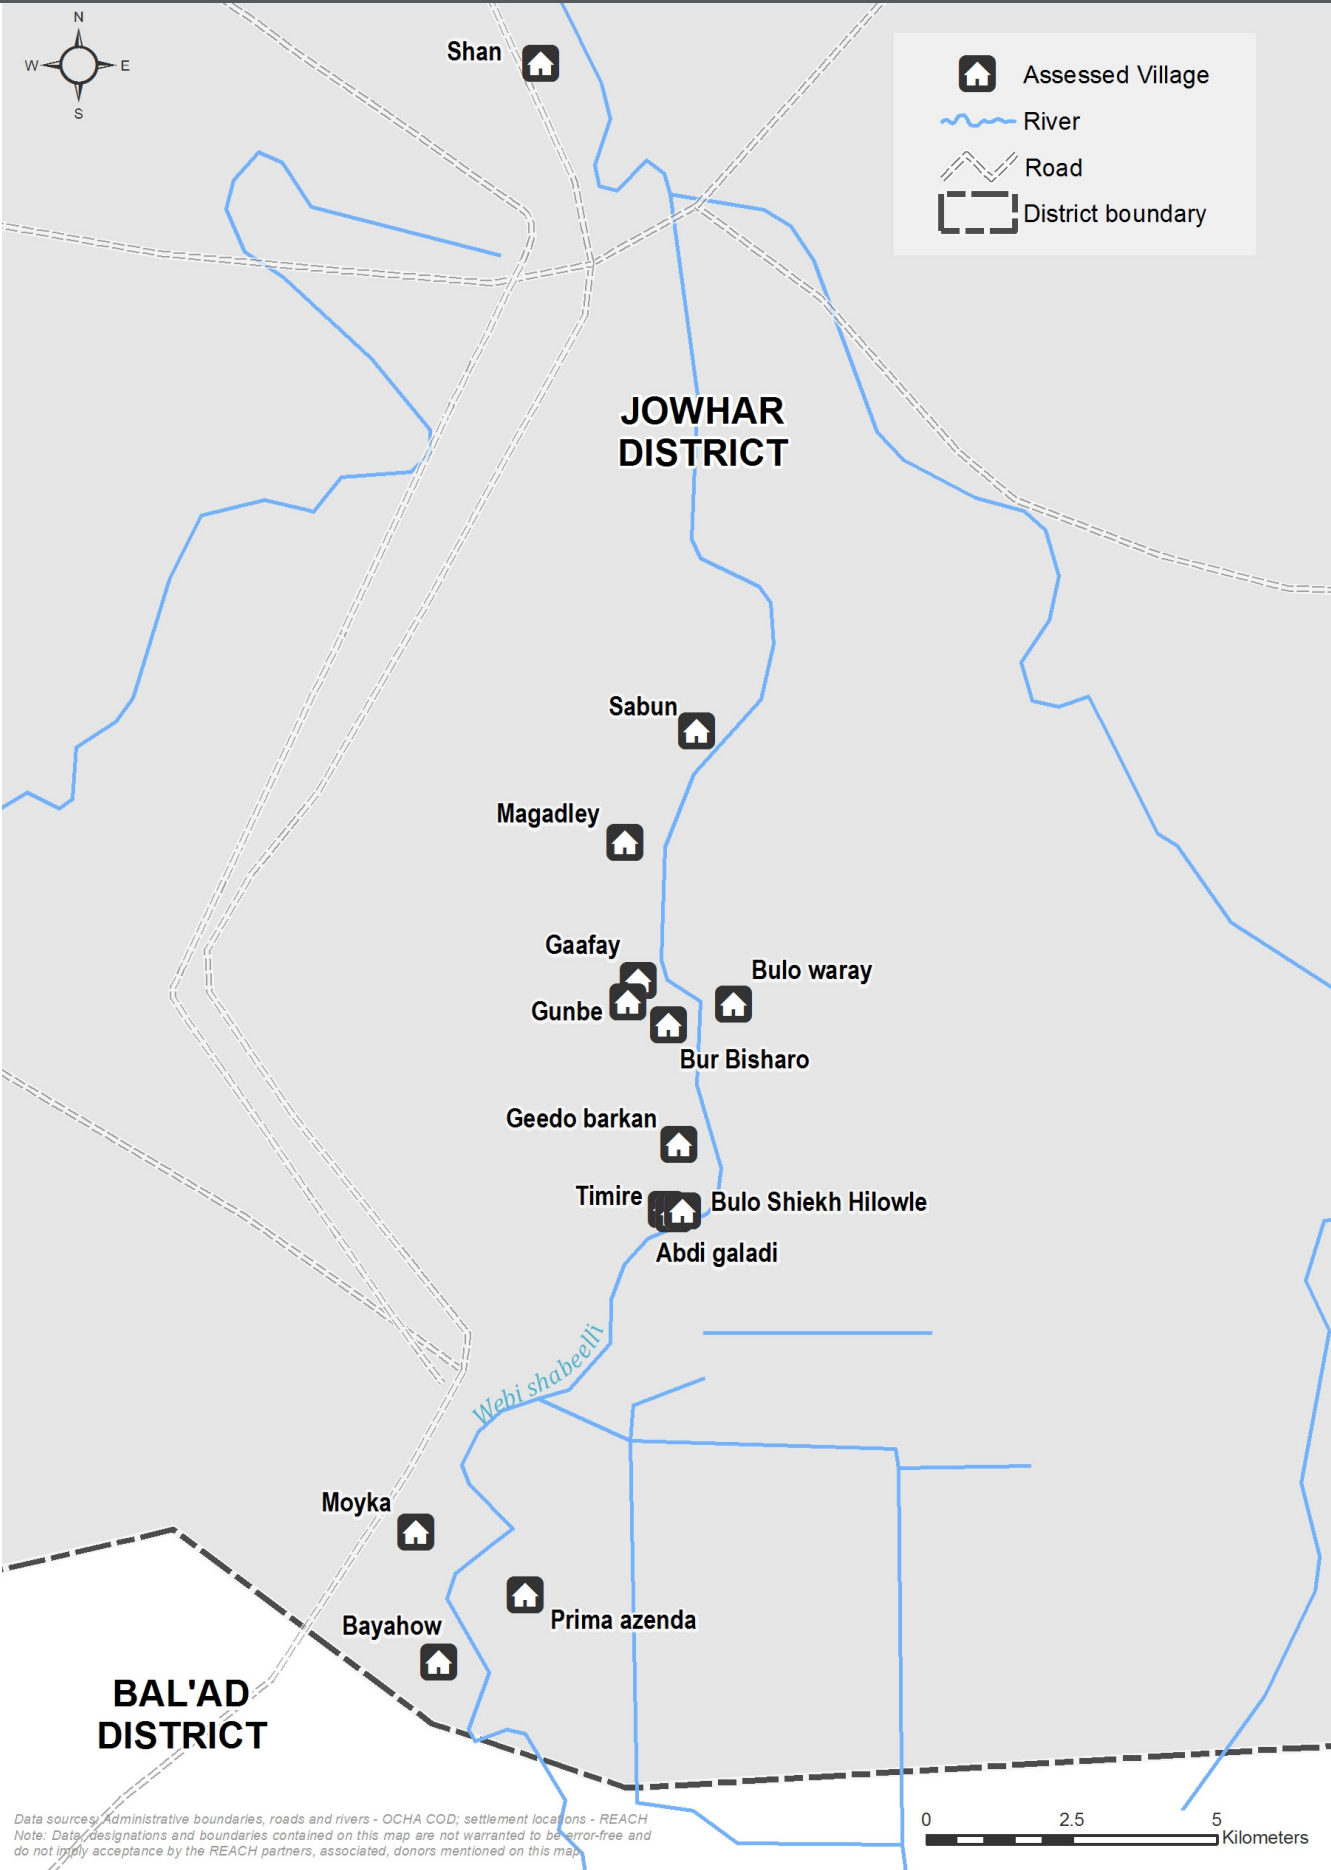 N
W
E
S
Shan
Assessed Village
River
Road
District boundary
JOWHAR
DISTRICT
Sabun
Magadley
Gaafay
Bulo waray
Gunbe
Bur Bisharo
Geedo barkan
Timire
Bulo Shiekh Hilowle
Abdi galadi
Webi shabeelli
Moyka
Prima azenda
Bayahow
BAL'AD
DISTRICT
Data sources: Administrative boundaries, roads and rivers - OCHA COD; settlement locations - REACH
Note: Data, designations and boundaries contained on this map are not warranted to be error-free and
do not imply acceptance by the REACH partners, associated, donors mentioned on this map
0 2.5 5
Kilometers